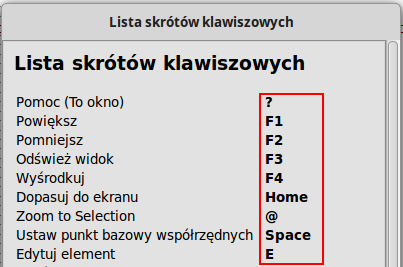 Lista skrótów klawiszowych
Lista skrótów klawiszowych
Pomoc (To okno) ?
Powiększ F1
Pomniejsz F2
Odśwież widok F3
Wyśrodkuj F4
Dopasuj do ekranu Home
Zoom to Selection @
Ustaw punkt bazowy współrzędnych Space
Edytuj element E